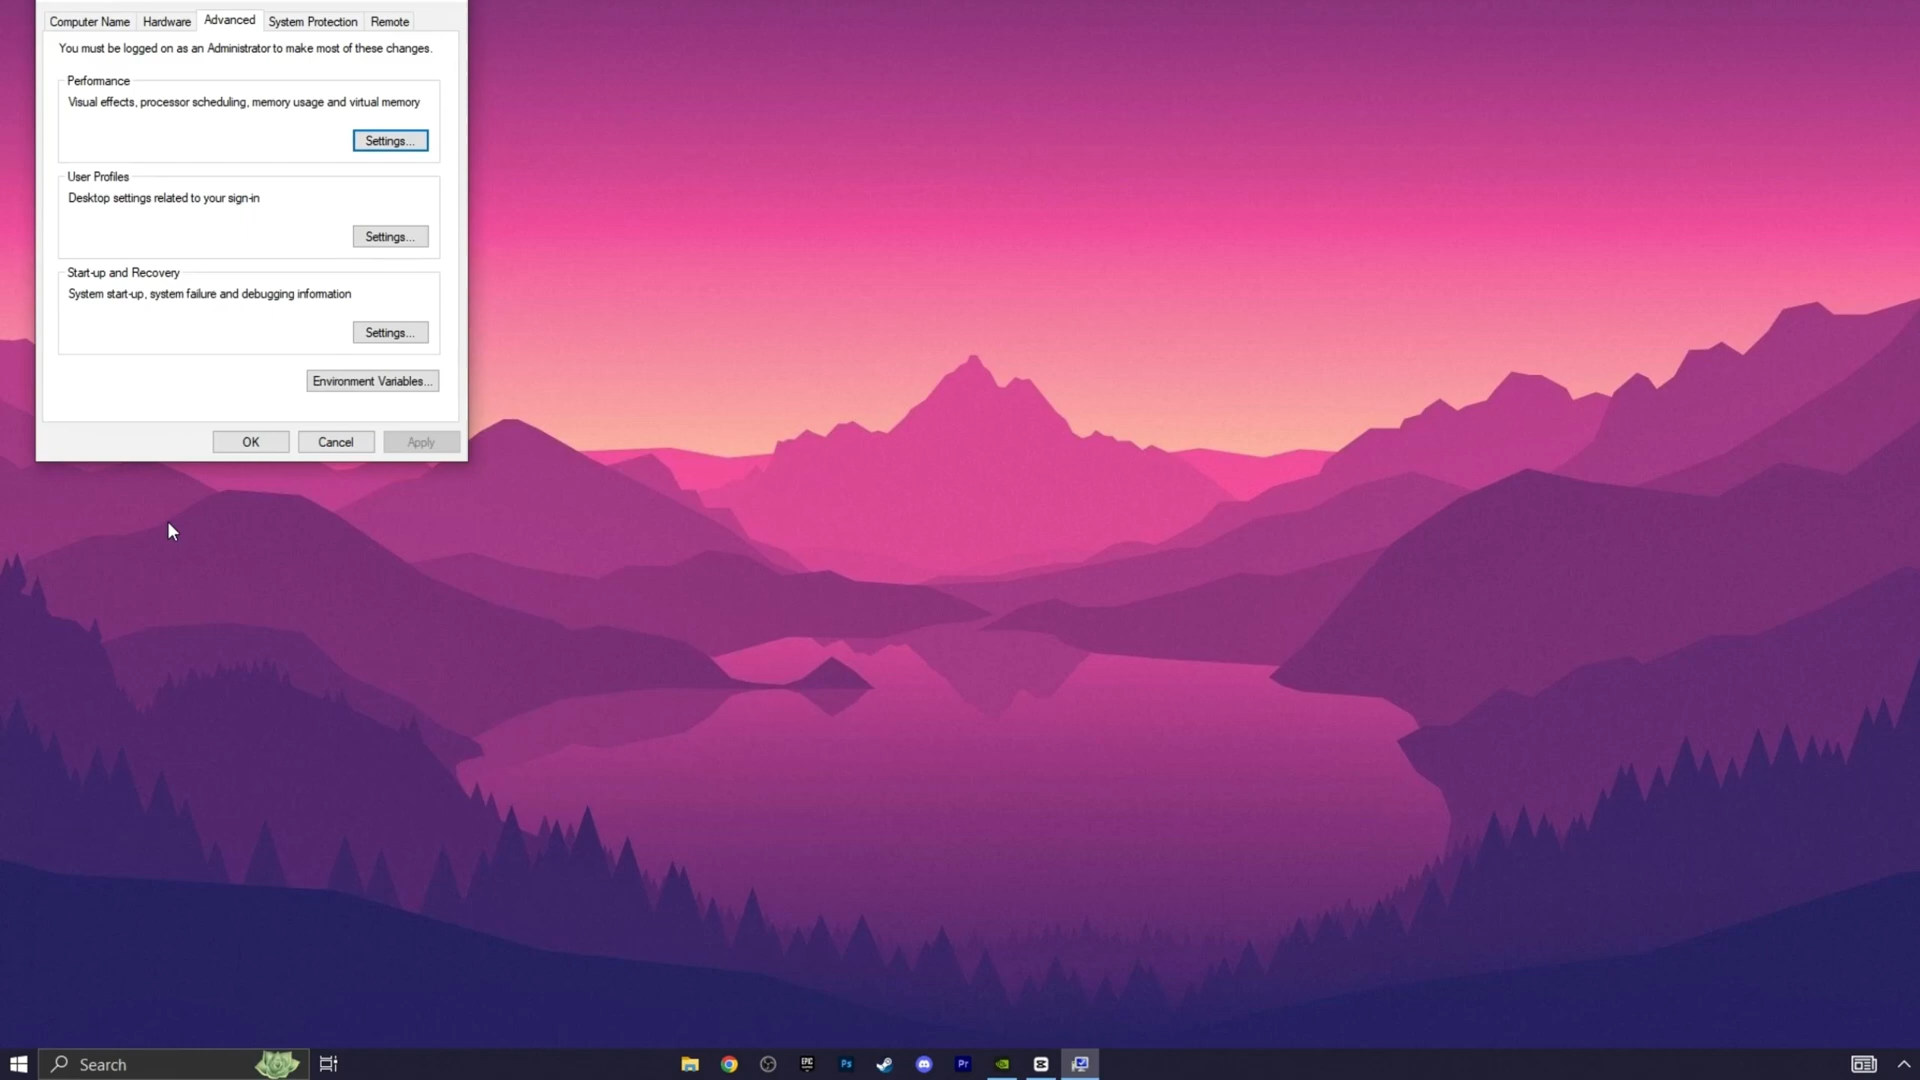 Computer Name Hardware Advanced System Protection Remote
You must be logged on as an Administrator to make most of these changes.
Performance
Visual effects, processor scheduling, memory usage and virtual memory
Settings...
User Profiles
Desktop settings related to your sign-in
Settings...
Start-up and Recovery
System start-up, system failure and debugging information
Settings...
Environment Variables...
OK Cancel Apply
Search EPIC Ps Pr